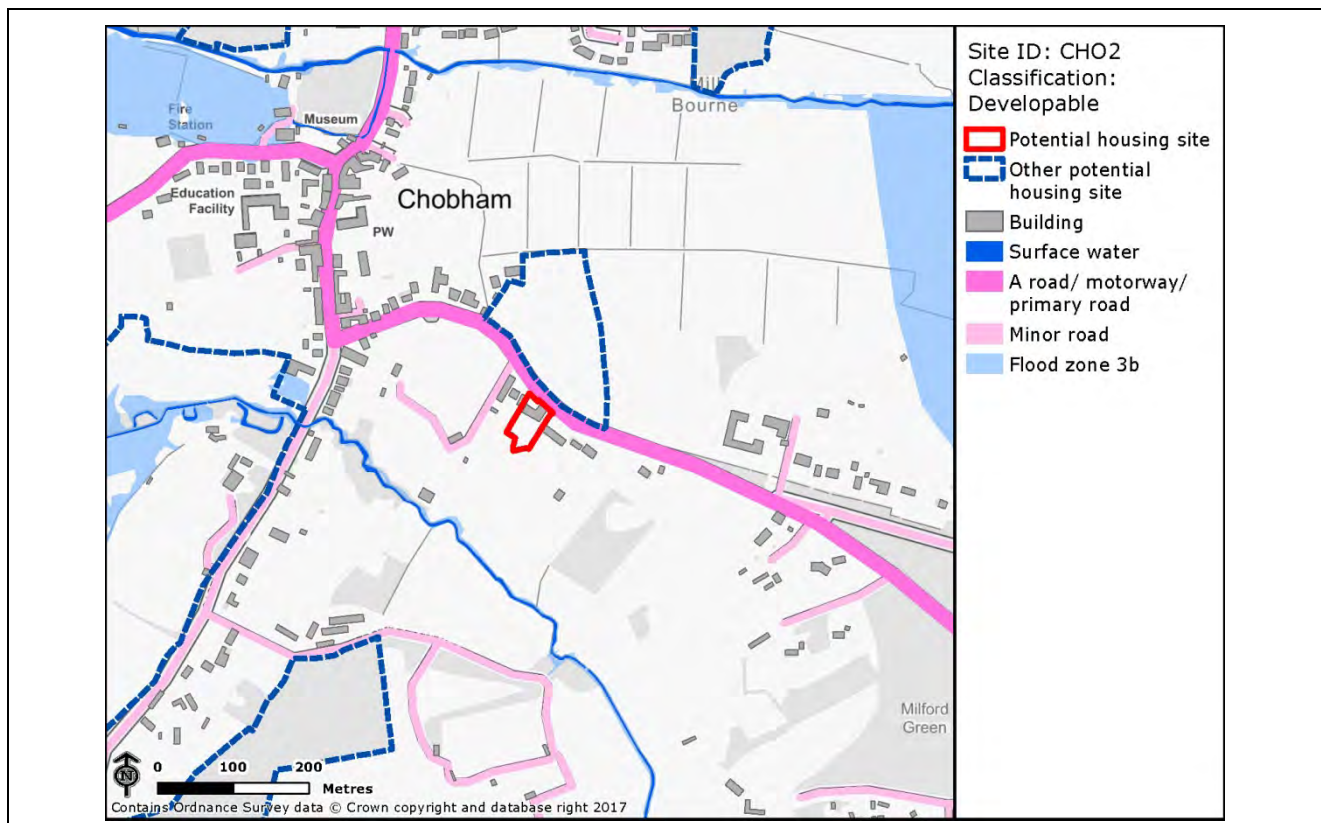 Fire
Station
Museum
Mill
Bourne
Education
Facility
Chobham
PW
Milford
Green
N
0 100 200
Metres
Contains Ordnance Survey data © Crown copyright and database right 2017
Site ID: CHO2
Classification:
Developable
Potential housing site
Other potential
housing site
Building
Surface water
A road/ motorway/
primary road
Minor road
Flood zone 3b